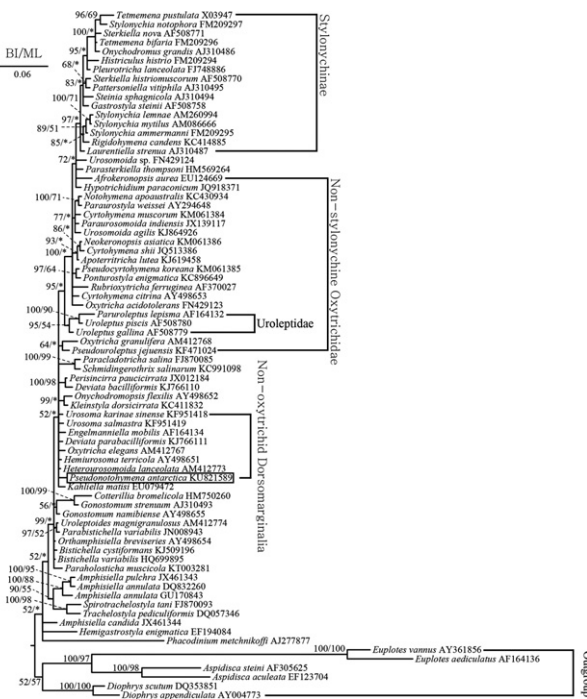 96/69
Tetmemena pustulata X03947
Stylonychia notophora FM209297
100/*
Sterkiella nova AF508771
Tetmemena bifaria FM209296
95/*
Onychodromus grandis AJ310486
BI/ML
Histriculus histrio FM209294
68/*
Pleurotricha lanceolata FJ748886
0.06
Sterkiella histriomuscorum AF508770
83/*
Pattersoniella vitiphila AJ310495
Steinia sphagnicola AJ310494
100/71
Gastrostyla steinii AF508758
Stylonychia lemnae AM260994
97/*
Stylonychia mytilus AM086666
89/51
Stylonychia ammermanni FM209295
85/*
Rigidohymena candens KC414885
Laurentiella strenua AJ310487
Stylonychinae
72/*
Urosomoida sp. FN429124
Parasterkiella thompsoni HM569264
Afrokeronopsis aurea EU124669
Hypotrichidium paraconicum JQ918371
100/71
Notohymena apoaustralis KC430934
Paraurostyla weissei AY294648
77/*
Cyrtohymena muscorum KM061384
86/*
Paraurosomoida indiensis JX139117
Urosomoida agilis KJ864926
93/*
Neokeronopsis asiatica KM061386
100/*
Cyrtohymena shii JQ513386
Apoterritricha lutea KJ619458
97/64
Pseudocyrtohymena koreana KM061385
Ponturostyla enigmatica KC896649
95/*
Rubrioxytricha ferruginea AF370027
Cyrtohymena citrina AY498653
Oxytricha acidotolerans FN429123
100/90
Paruroleptus lepisma AF164132
95/54
Uroleptus piscis AF508780
Uroleptidae
Uroleptus gallina AF508779
64/*
Oxytricha granulifera AM412768
Pseudouroleptus jejuensis KF471024
Non-stylonychine Oxytrichidae
100/99
Paracladotricha salina FJ870085
Schmidingerothrix salinarum KC991098
100/98
Perisincirra paucicirrata JX012184
Deviata bacilliformis KJ766110
99/*
Onychodromopsis flexilis AY498652
Kleinstyla dorsicirrata KC411832
52/*
Urosoma karinae sinense KF951418
Urosoma salmastra KF951419
Engelmanniella mobilis AF164134
Deviata parabacilliformis KJ766111
Oxytricha elegans AM412767
Hemiurosoma terricola AY498651
Heterourosomoida lanceolata AM412773
Pseudonotohymena antarctica KU821589
Kahliella matisi EU079472
Non-oxytrichid Dorsomarginalia
100/99
Cotterillia bromelicola HM750260
56/*
Gonostomum strenuum AJ310493
Gonostomum namibiense AY498655
99/*
Uroleptoides magnigranulosus AM412774
97/52
Parabistichella variabilis JN008943
Orthamphisiella breviseries AY498654
Bistichella cystiformans KJ509196
52/*
Bistichella variabilis HQ699895
Paraholosticha muscicola KT003281
100/95
Amphisiella pulchra JX461343
100/88
Amphisiella annulata DQ832260
90/55
Amphisiella annulata GU170843
100/98
Spirotrachelostyla tani FJ870093
52/*
Trachelostyla pediculiformis DQ057346
Amphisiella candida JX461344
Hemigastrostyla enigmatica EF194084
Phacodinium metchnikoffi AJ277877
100/100
Euplotes vannus AY361856
Euplotes aediculatus AF164136
100/97
100/98
Aspidisca steini AF305625
Aspidisca aculeata EF123704
52/57
100/100
Diophrys scutum DQ353851
Diophrys appendiculata AY004773